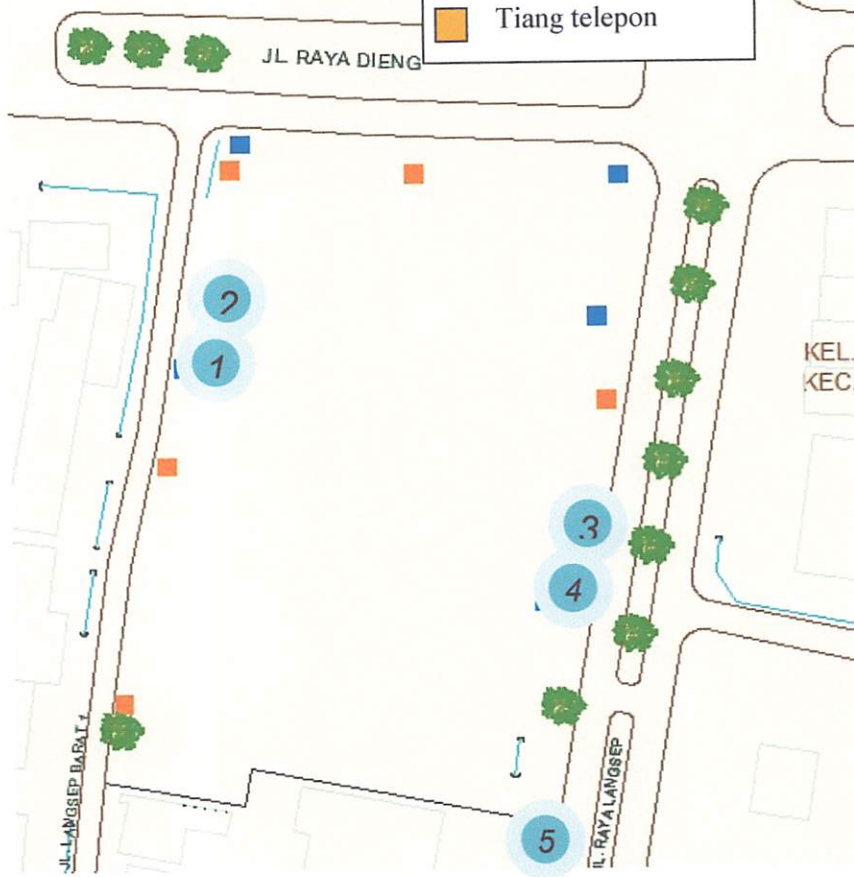 Tiang telepon
JL. RAYA DIENG
2
1
KEL.
KEC.
3
4
5
JL. LANGSEP BARAT 1
JL. RAYA LANGSEP